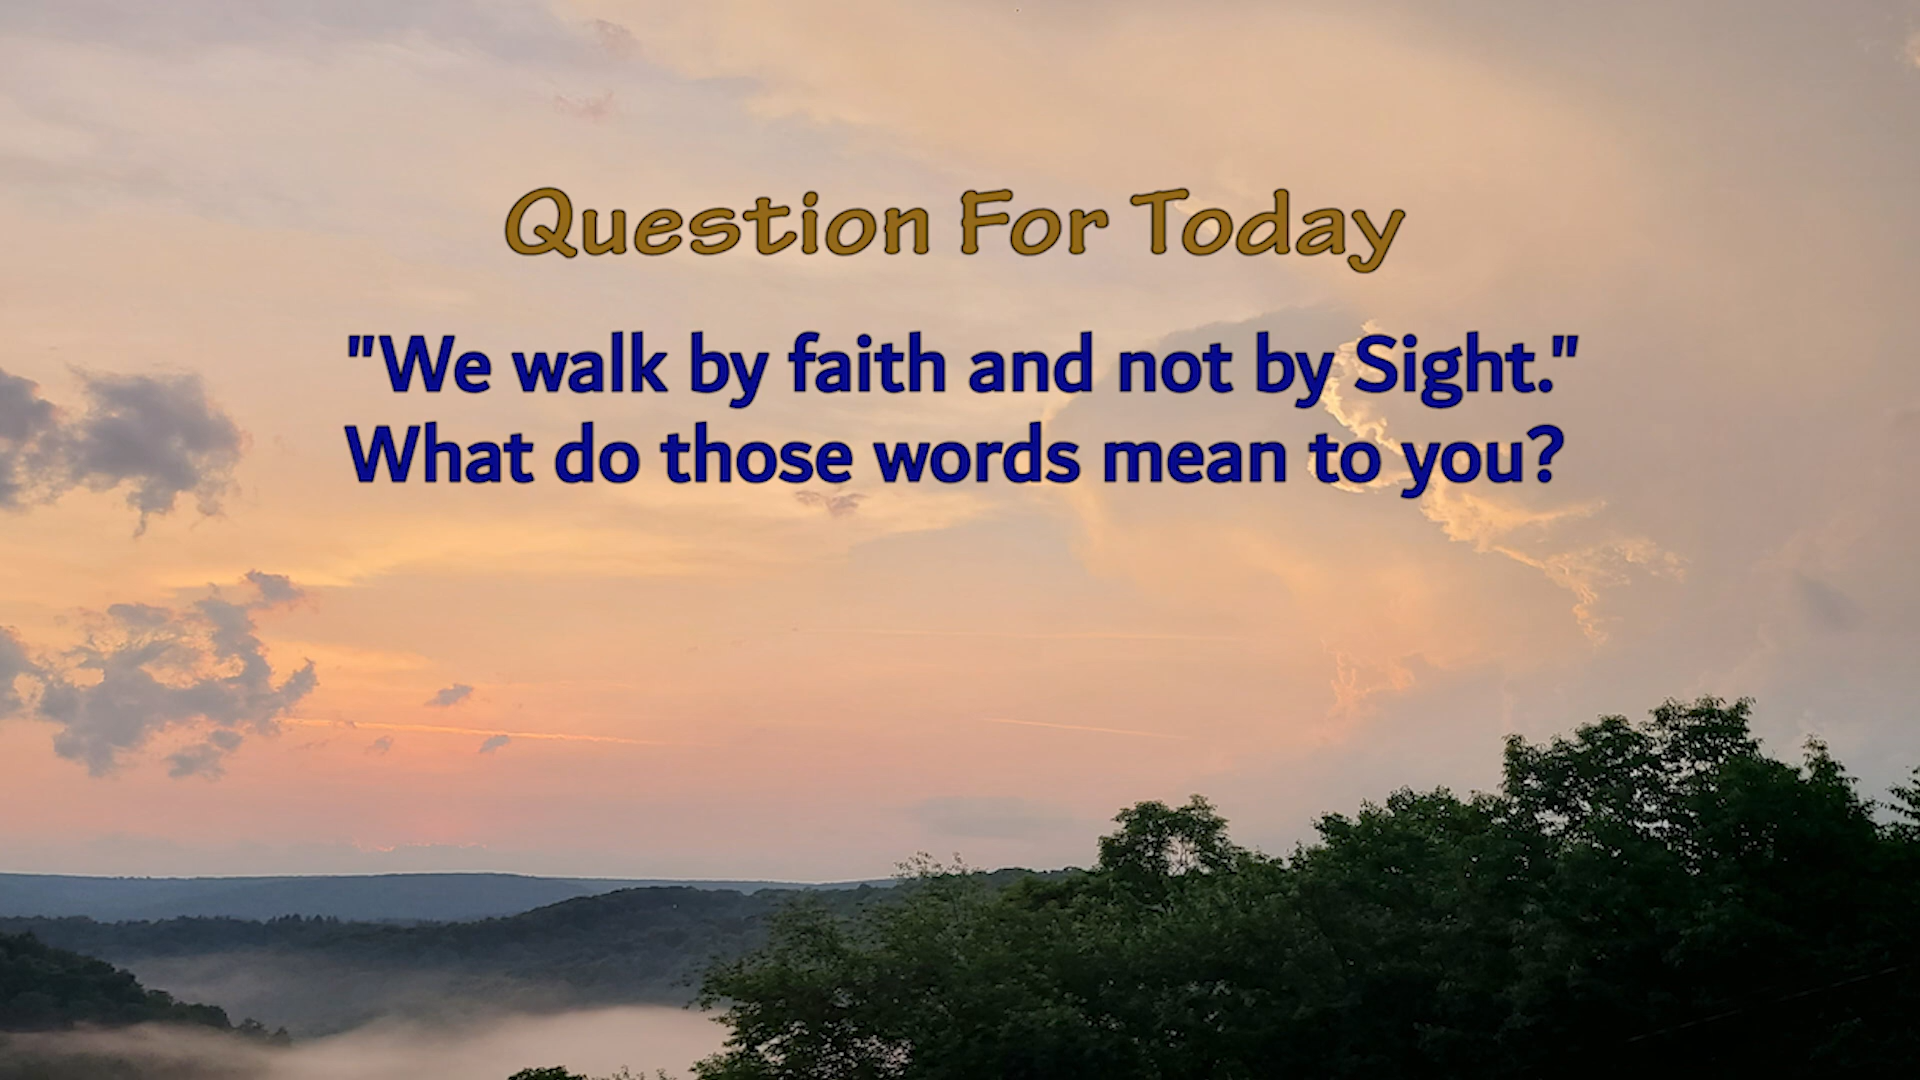 Question For Today
"We walk by faith and not by Sight."
What do those words mean to you?